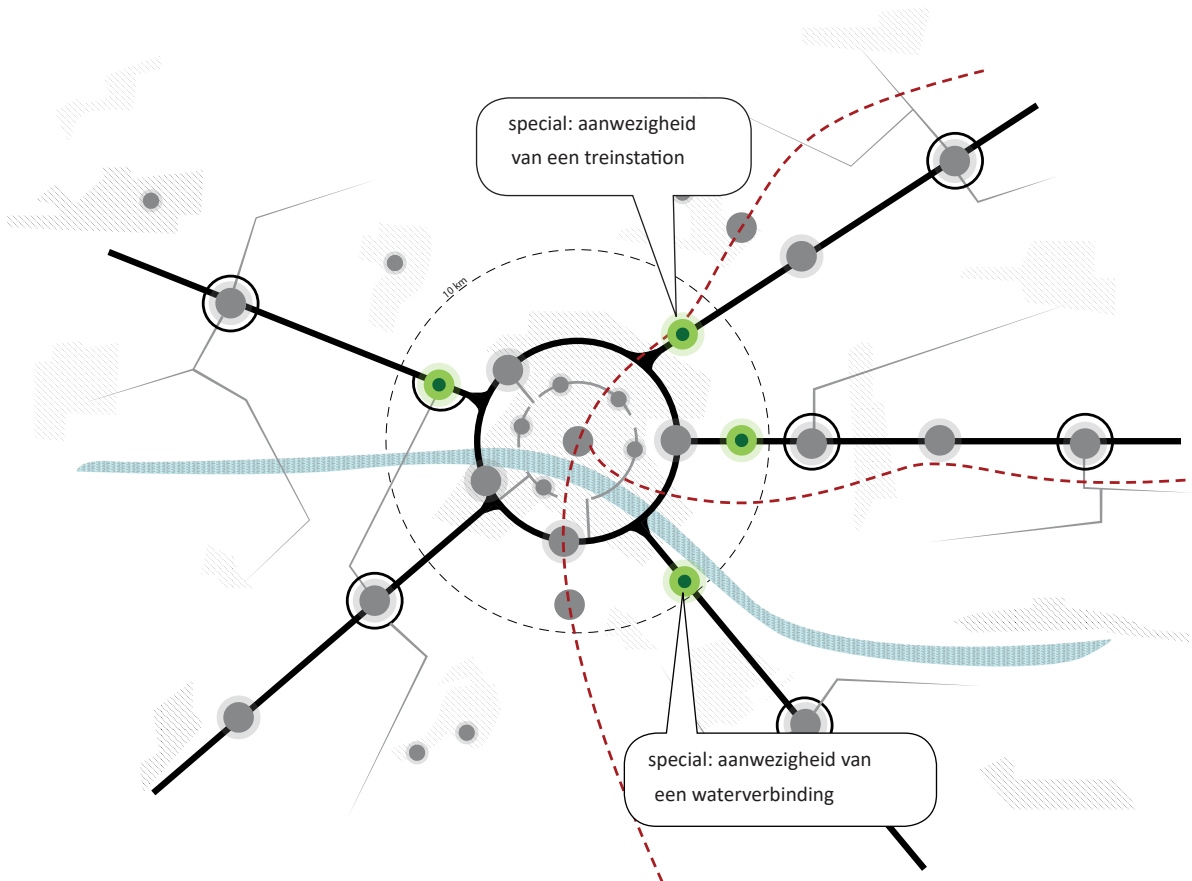 special: aanwezigheid
van een treinstation
10 km
special: aanwezigheid van
een waterverbinding